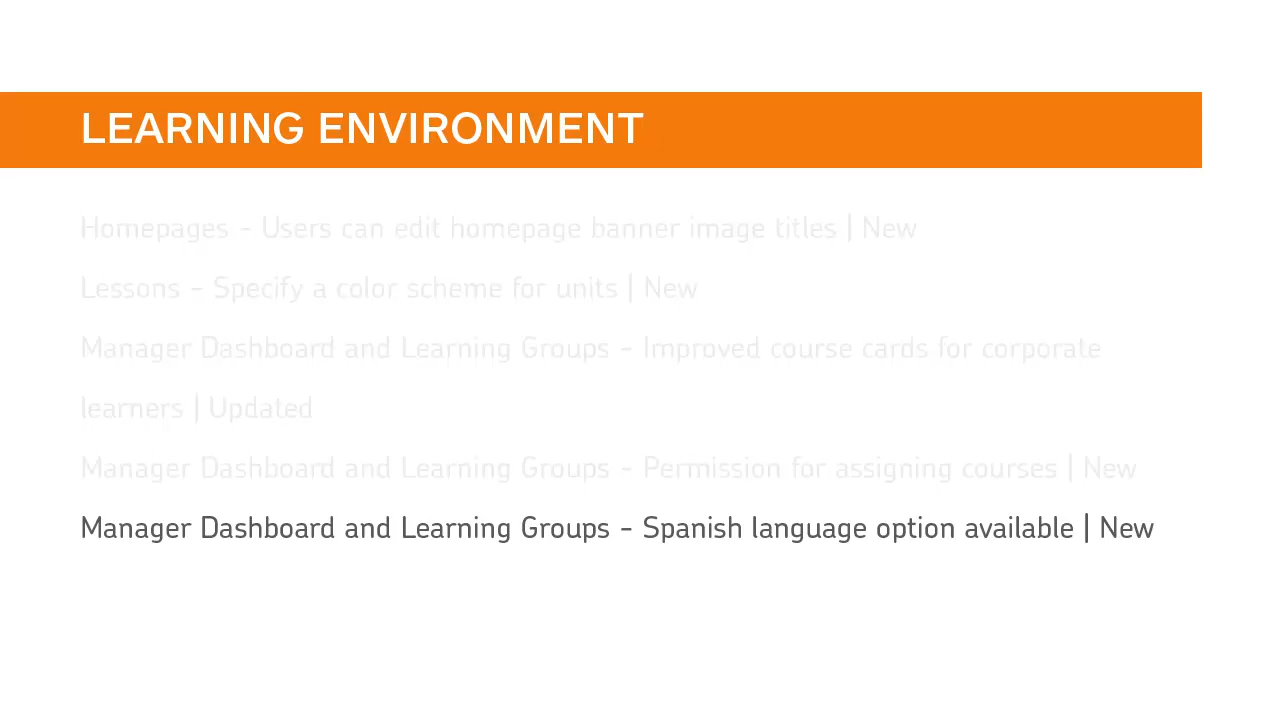 LEARNING ENVIRONMENT
Homepages - Users can edit homepage banner image titles | New
Lessons – Specify a color scheme for units | New
Manager Dashboard and Learning Groups – Improved course cards for corporate
learners | Updated
Manager Dashboard and Learning Groups – Permission for assigning courses | New
Manager Dashboard and Learning Groups – Spanish language option available | New